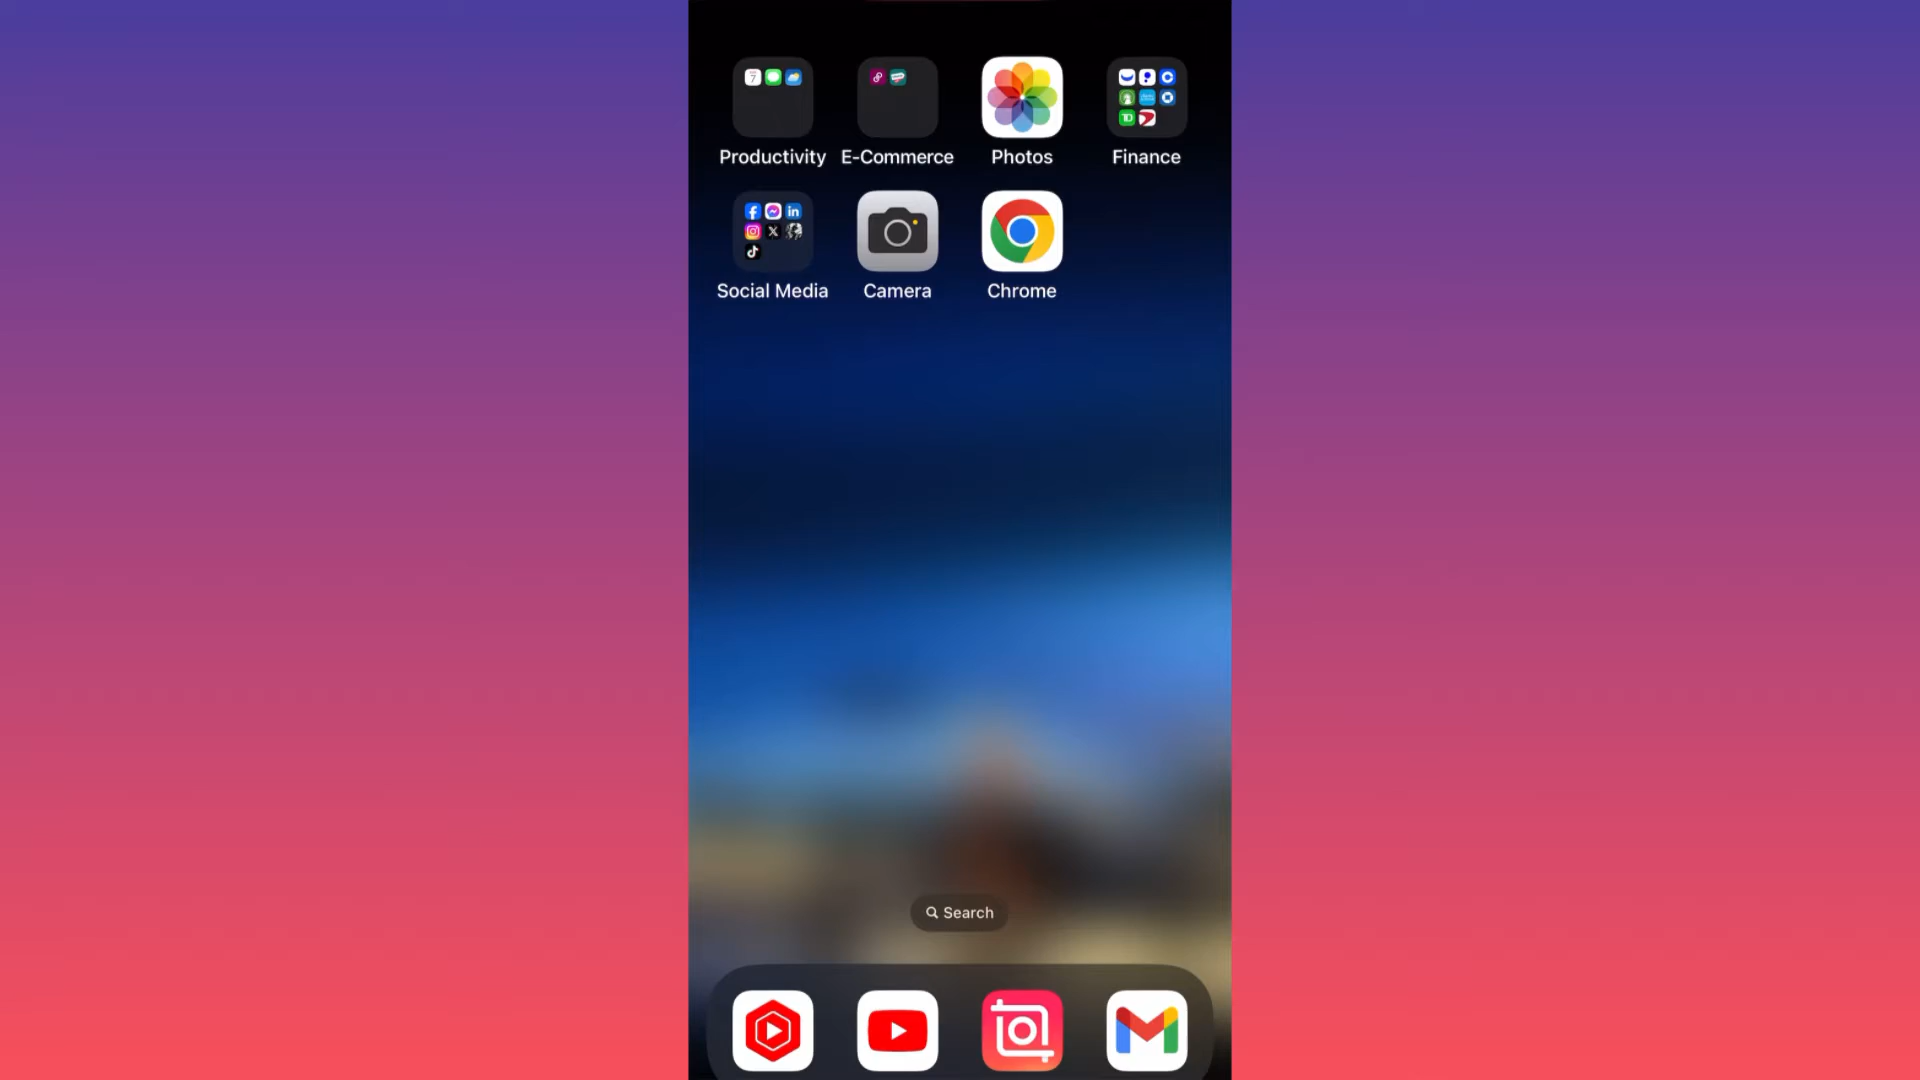 Productivity E-Commerce Photos Finance
Social Media Camera Chrome
Search